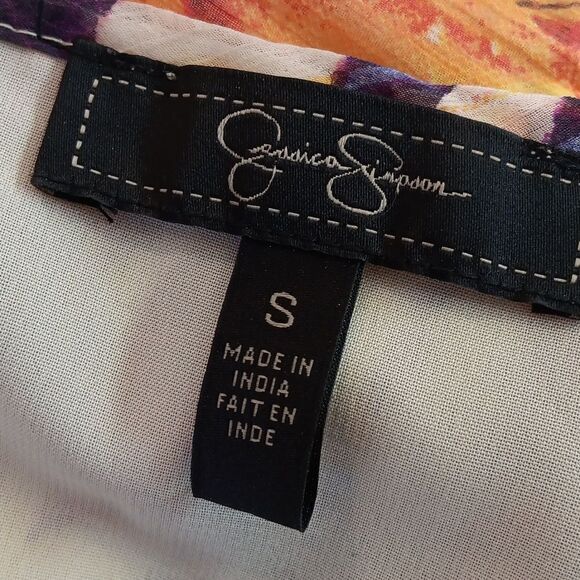 Jessica Simpson
S
MADE IN
INDIA
FAIT EN
INDE